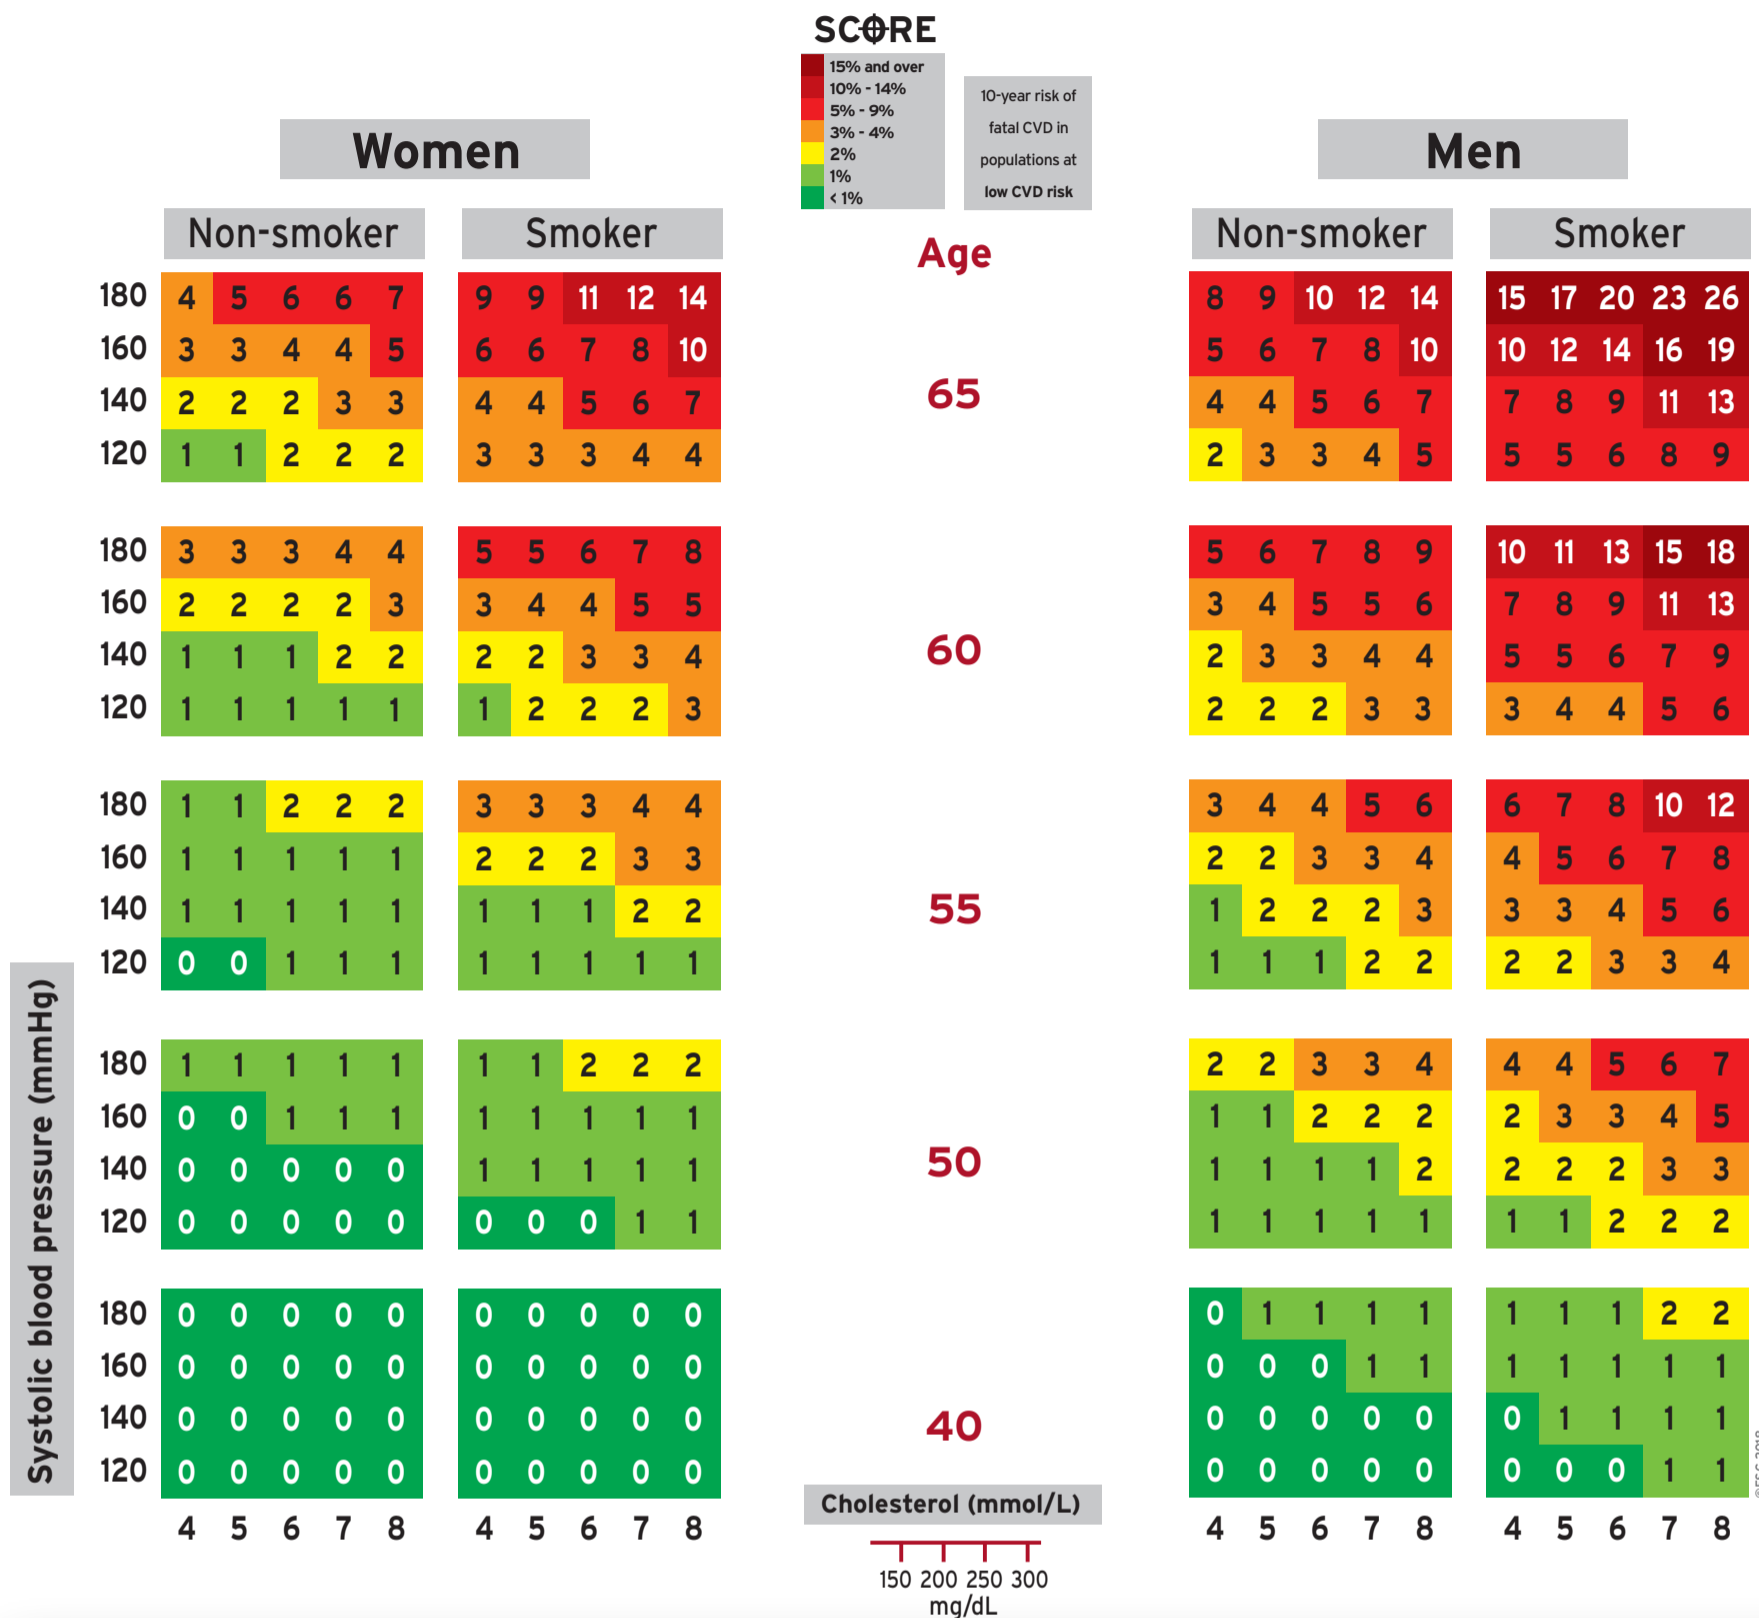 SCORE
15% and over
10% - 14%
5% - 9%
3% - 4%
2%
1%
< 1%
10-year risk of
fatal CVD in
populations at
low CVD risk
Women
Men
Non-smoker Smoker Age Non-smoker Smoker
180 4 5 6 6 7 9 9 11 12 14 8 9 10 12 14 15 17 20 23 26
160 3 3 4 4 5 6 6 7 8 10 5 6 7 8 10 10 12 14 16 19
65
140 2 2 2 3 3 4 4 5 6 7 4 4 5 6 7 7 8 9 11 13
120 1 1 2 2 2 3 3 3 4 4 2 3 3 4 5 5 5 6 8 9
180 3 3 3 4 4 5 5 6 7 8 5 6 7 8 9 10 11 13 15 18
160 2 2 2 2 3 3 4 4 5 5 3 4 5 5 6 7 8 9 11 13
60
140 1 1 1 2 2 2 2 3 3 4 2 3 3 4 4 5 5 6 7 9
120 1 1 1 1 1 1 2 2 2 3 2 2 2 3 3 3 4 4 5 6
180 1 1 2 2 2 3 3 3 4 4 3 4 4 5 6 6 7 8 10 12
160 1 1 1 1 1 2 2 2 3 3 2 2 3 3 4 4 5 6 7 8
55
140 1 1 1 1 1 1 1 1 2 2 1 2 2 2 3 3 3 4 5 6
120 0 0 1 1 1 1 1 1 1 1 1 1 1 2 2 2 2 3 3 4
180 1 1 1 1 1 1 1 2 2 2 2 2 3 3 4 4 4 5 6 7
160 0 0 1 1 1 1 1 1 1 1 1 1 2 2 2 2 3 3 4 5
50
140 0 0 0 0 0 1 1 1 1 1 1 1 1 1 2 2 2 2 3 3
120 0 0 0 0 0 0 0 0 1 1 1 1 1 1 1 1 1 2 2 2
180 0 0 0 0 0 0 0 0 0 0 0 1 1 1 1 1 1 1 2 2
160 0 0 0 0 0 0 0 0 0 0 0 0 0 1 1 1 1 1 1 1
140 0 0 0 0 0 0 0 0 0 0 0 0 0 0 0 0 1 1 1 1
40
120 0 0 0 0 0 0 0 0 0 0 0 0 0 0 0 0 0 0 1 1
4 5 6 7 8 4 5 6 7 8 4 5 6 7 8 4 5 6 7 8
Systolic blood pressure (mmHg)
Cholesterol (mmol/L)
150 200 250 300
mg/dL